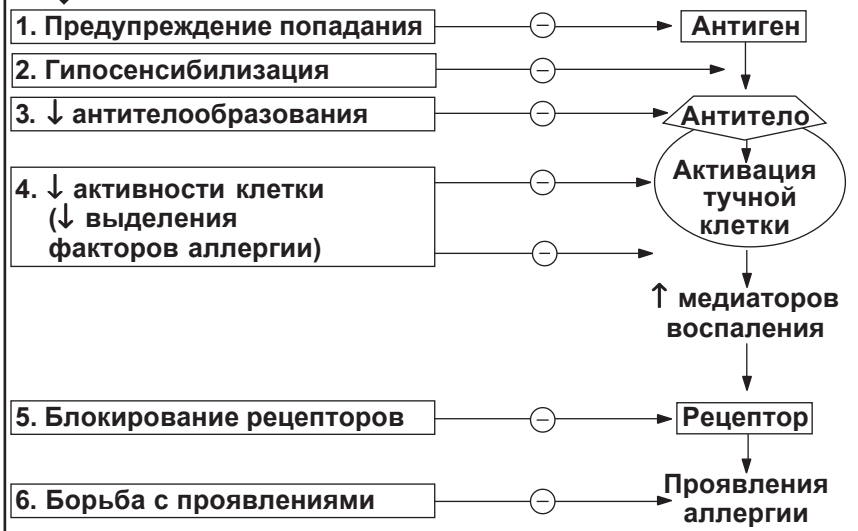 1. Предупреждение попадания
Антиген
2. Гипосенсибилизация
3. ↓ антителообразования
Антитело
4. ↓ активности клетки
(↓ выделения
факторов аллергии)
Активация
тучной
клетки
↑ медиаторов
воспаления
5. Блокирование рецепторов
Рецептор
6. Борьба с проявлениями
Проявления
аллергии